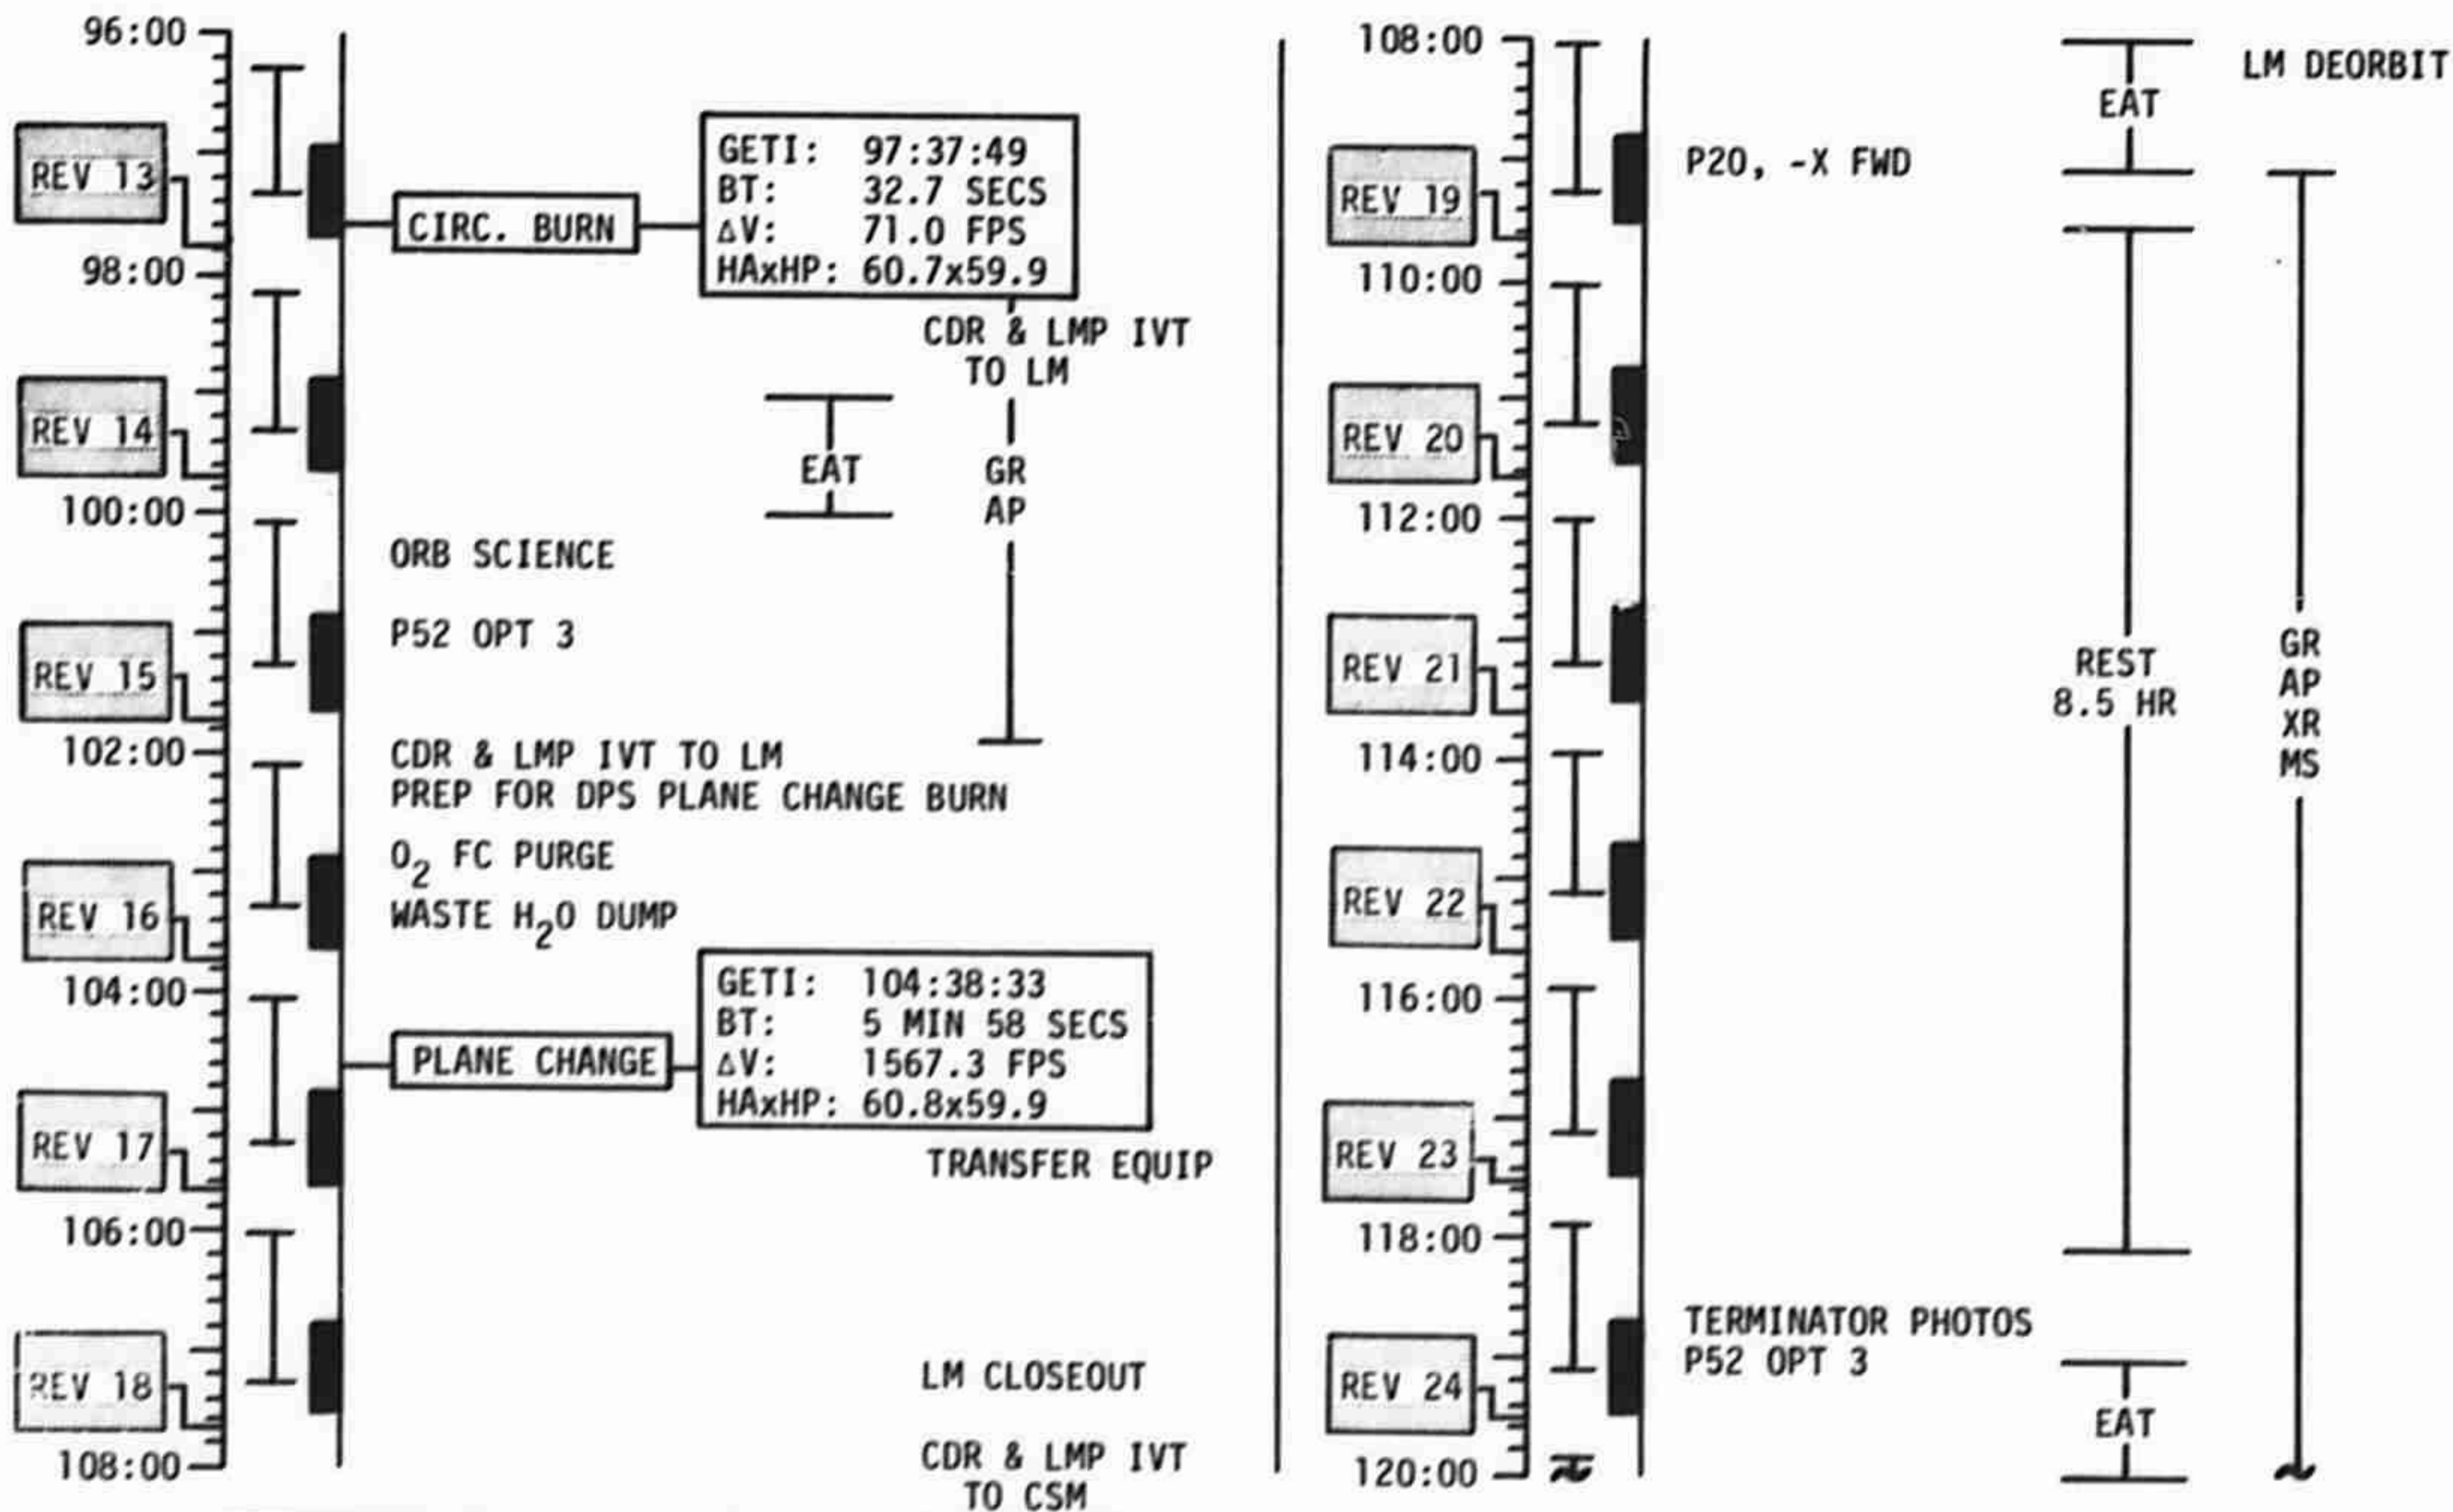 96:00
REV 13
GETI: 97:37:49
BT: 32.7 SECS
ΔV: 71.0 FPS
HAxHP: 60.7x59.9
CIRC. BURN
98:00
CDR & LMP IVT
TO LM
REV 14
EAT
GR
AP
100:00
ORB SCIENCE
P52 OPT 3
REV 15
102:00
CDR & LMP IVT TO LM
PREP FOR DPS PLANE CHANGE BURN
O₂ FC PURGE
REV 16
WASTE H₂O DUMP
104:00
GETI: 104:38:33
BT: 5 MIN 58 SECS
ΔV: 1567.3 FPS
HAxHP: 60.8x59.9
PLANE CHANGE
REV 17
TRANSFER EQUIP
106:00
REV 18
LM CLOSEOUT
CDR & LMP IVT
TO CSM
108:00
108:00
LM DEORBIT
EAT
P20, -X FWD
REV 19
110:00
REV 20
112:00
REV 21
REST
8.5 HR
GR
AP
XR
MS
114:00
REV 22
116:00
REV 23
118:00
TERMINATOR PHOTOS
P52 OPT 3
REV 24
EAT
120:00